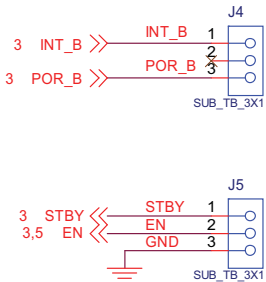 J4
INT_B 1
3 INT_B
2
POR_B 3
3 POR_B
SUB_TB_3X1
J5
STBY 1
3 STBY
EN 2
3,5 EN
GND 3
SUB_TB_3X1